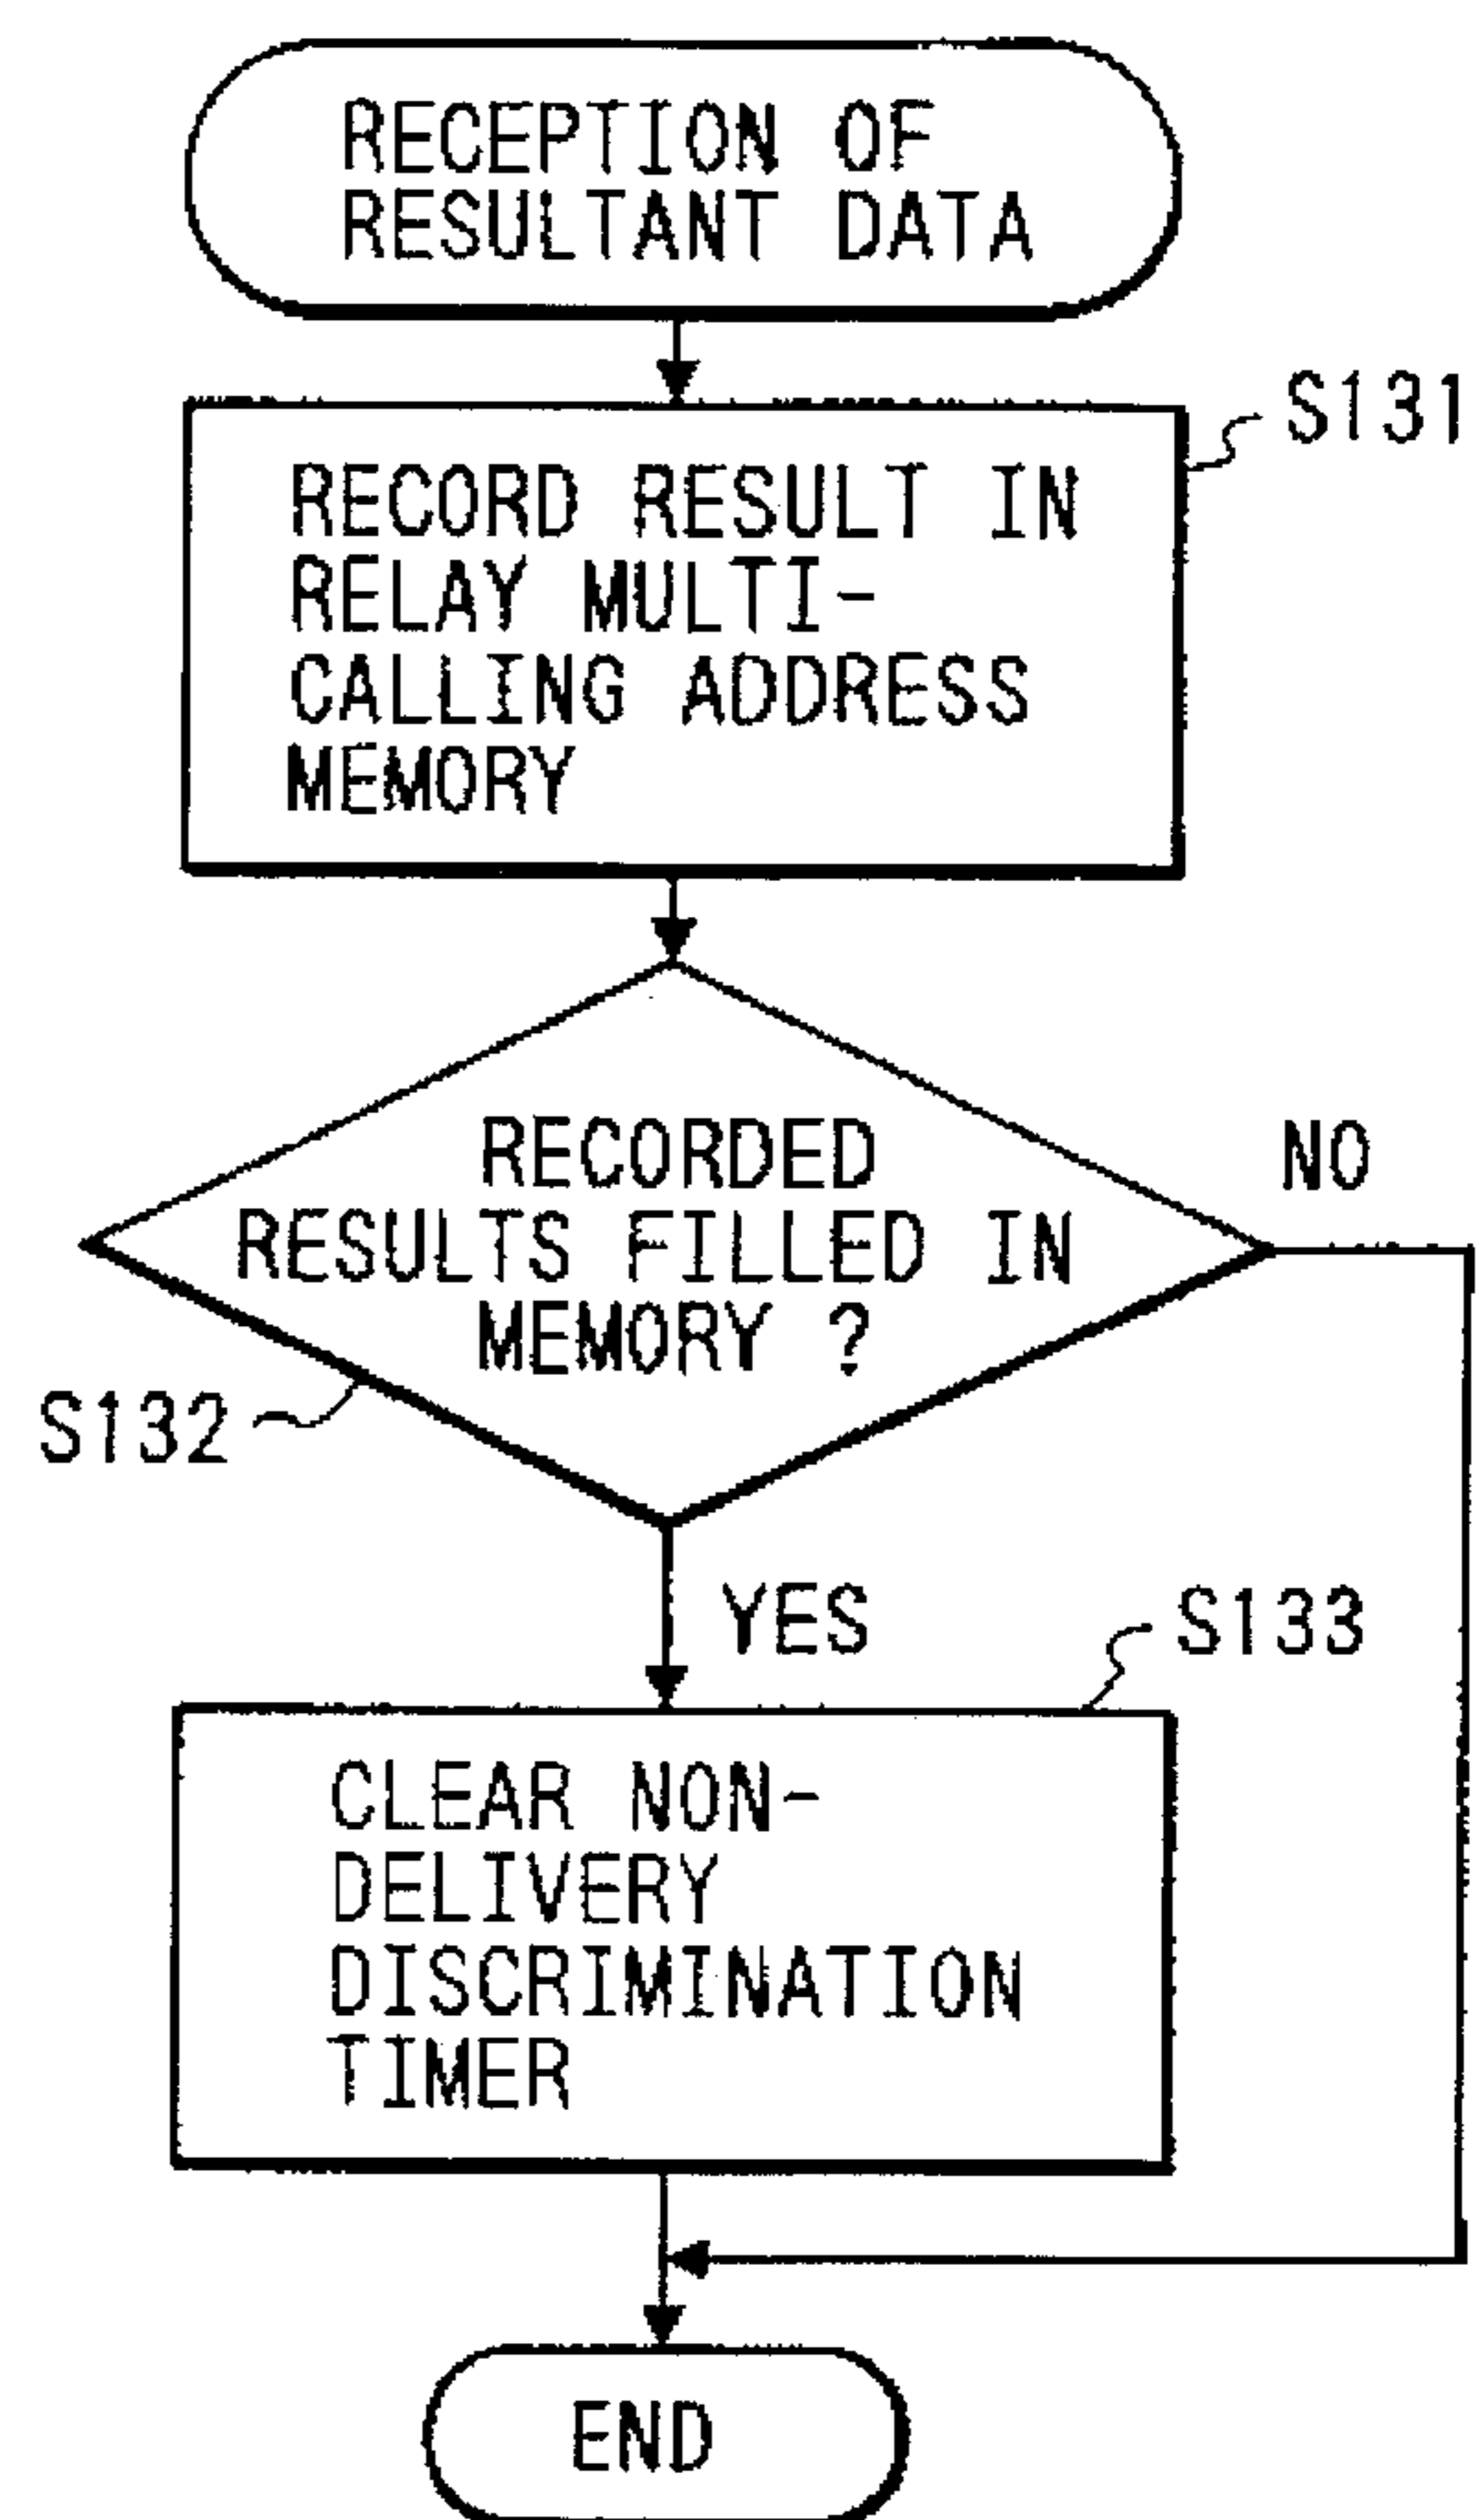 RECEPTION OF
RESULTANT DATA
S131
RECORD RESULT IN
RELAY MULTI-
CALLING ADDRESS
MEMORY
RECORDED
RESULTS FILLED IN
MEMORY ?
NO
S132
YES
S133
CLEAR NON-
DELIVERY
DISCRIMINATION
TIMER
END